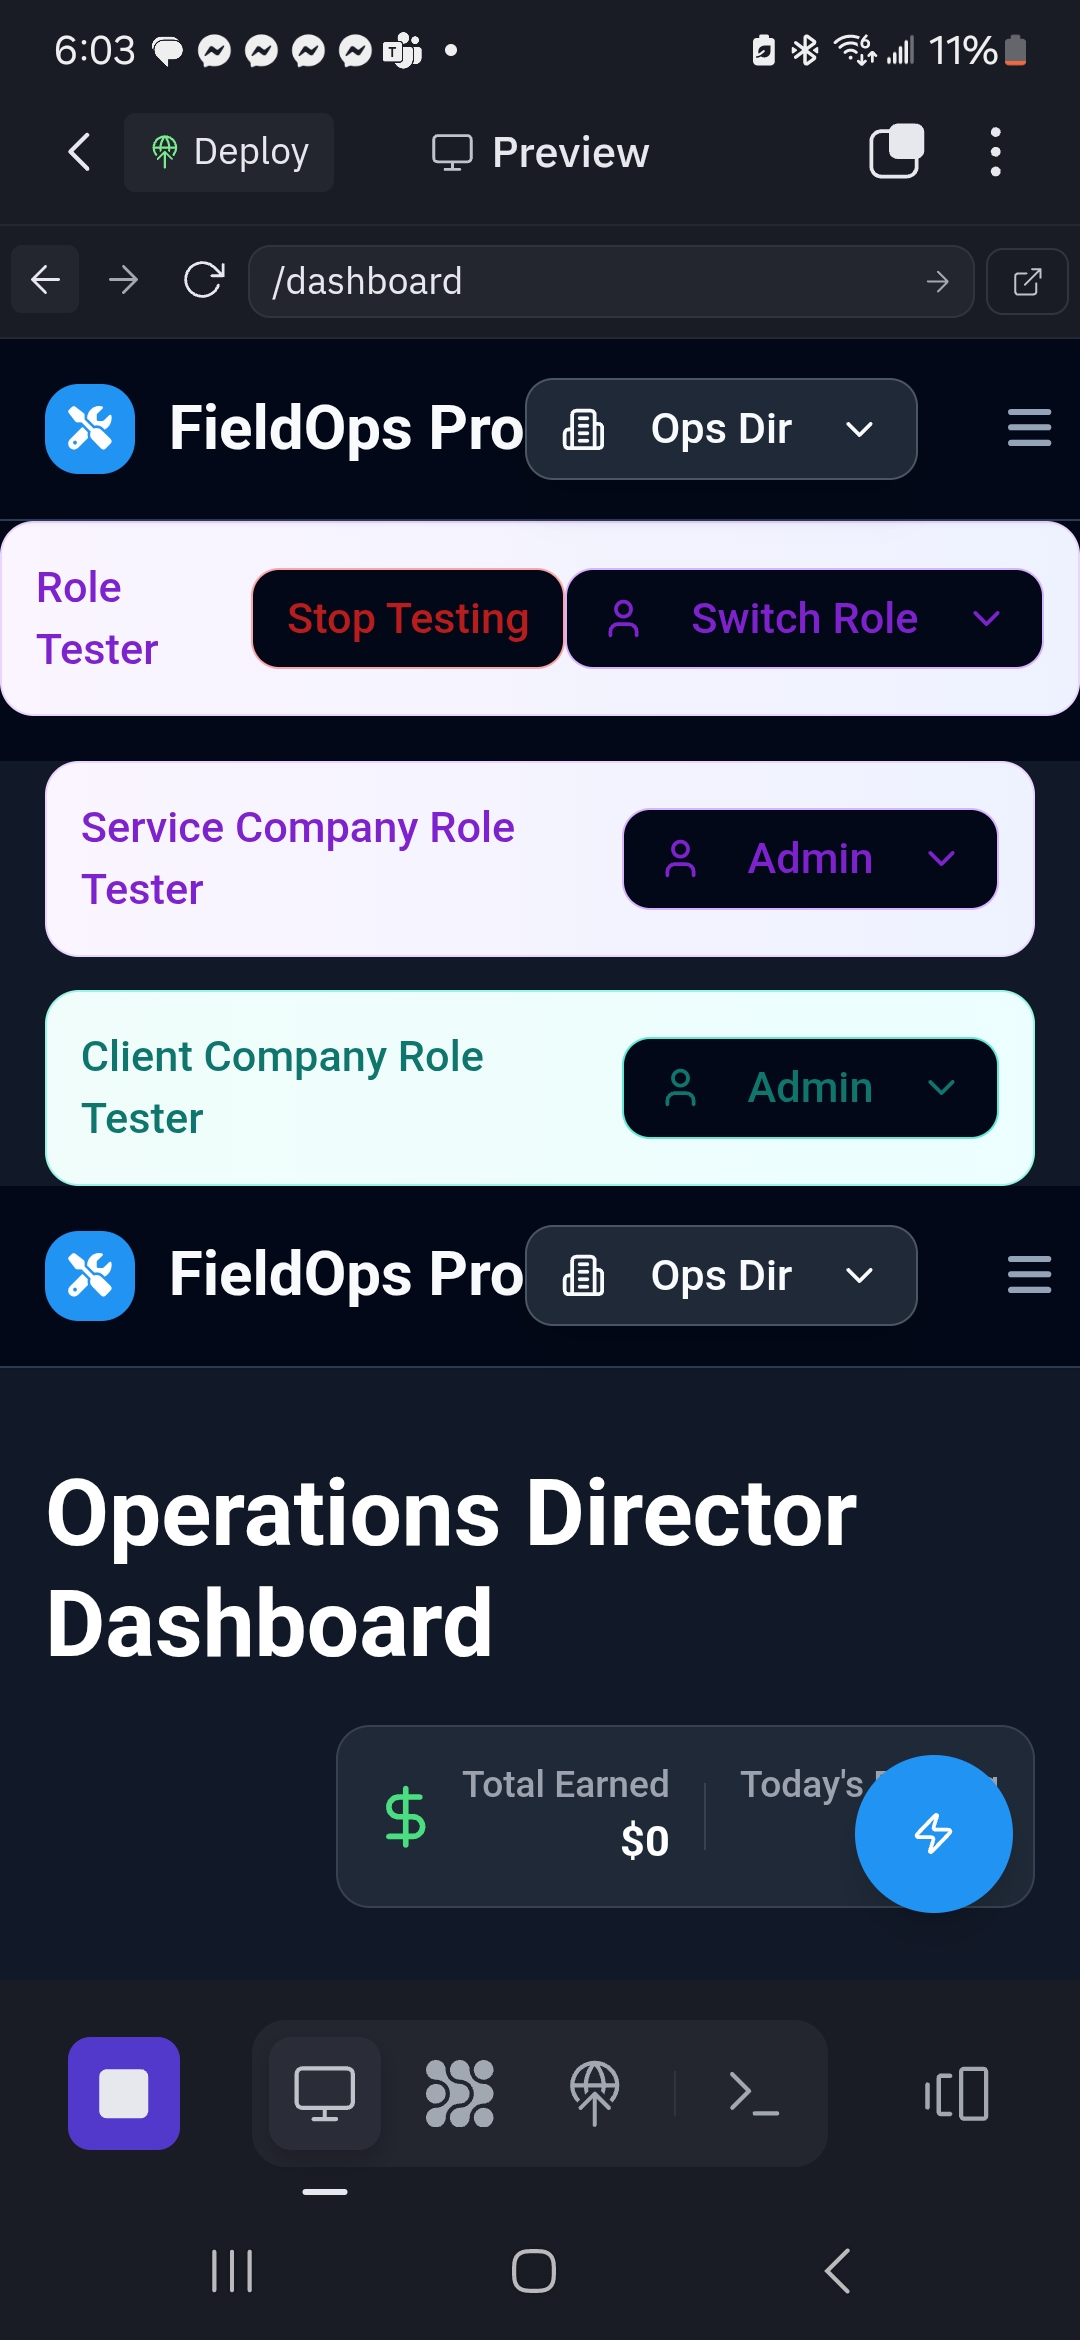 6:03
11%
Deploy
Preview
/dashboard
FieldOps Pro
Ops Dir
Role
Tester
Stop Testing
Switch Role
Service Company Role
Tester
Admin
Client Company Role
Tester
Admin
FieldOps Pro
Ops Dir
Operations Director
Dashboard
Total Earned
Today's
$0